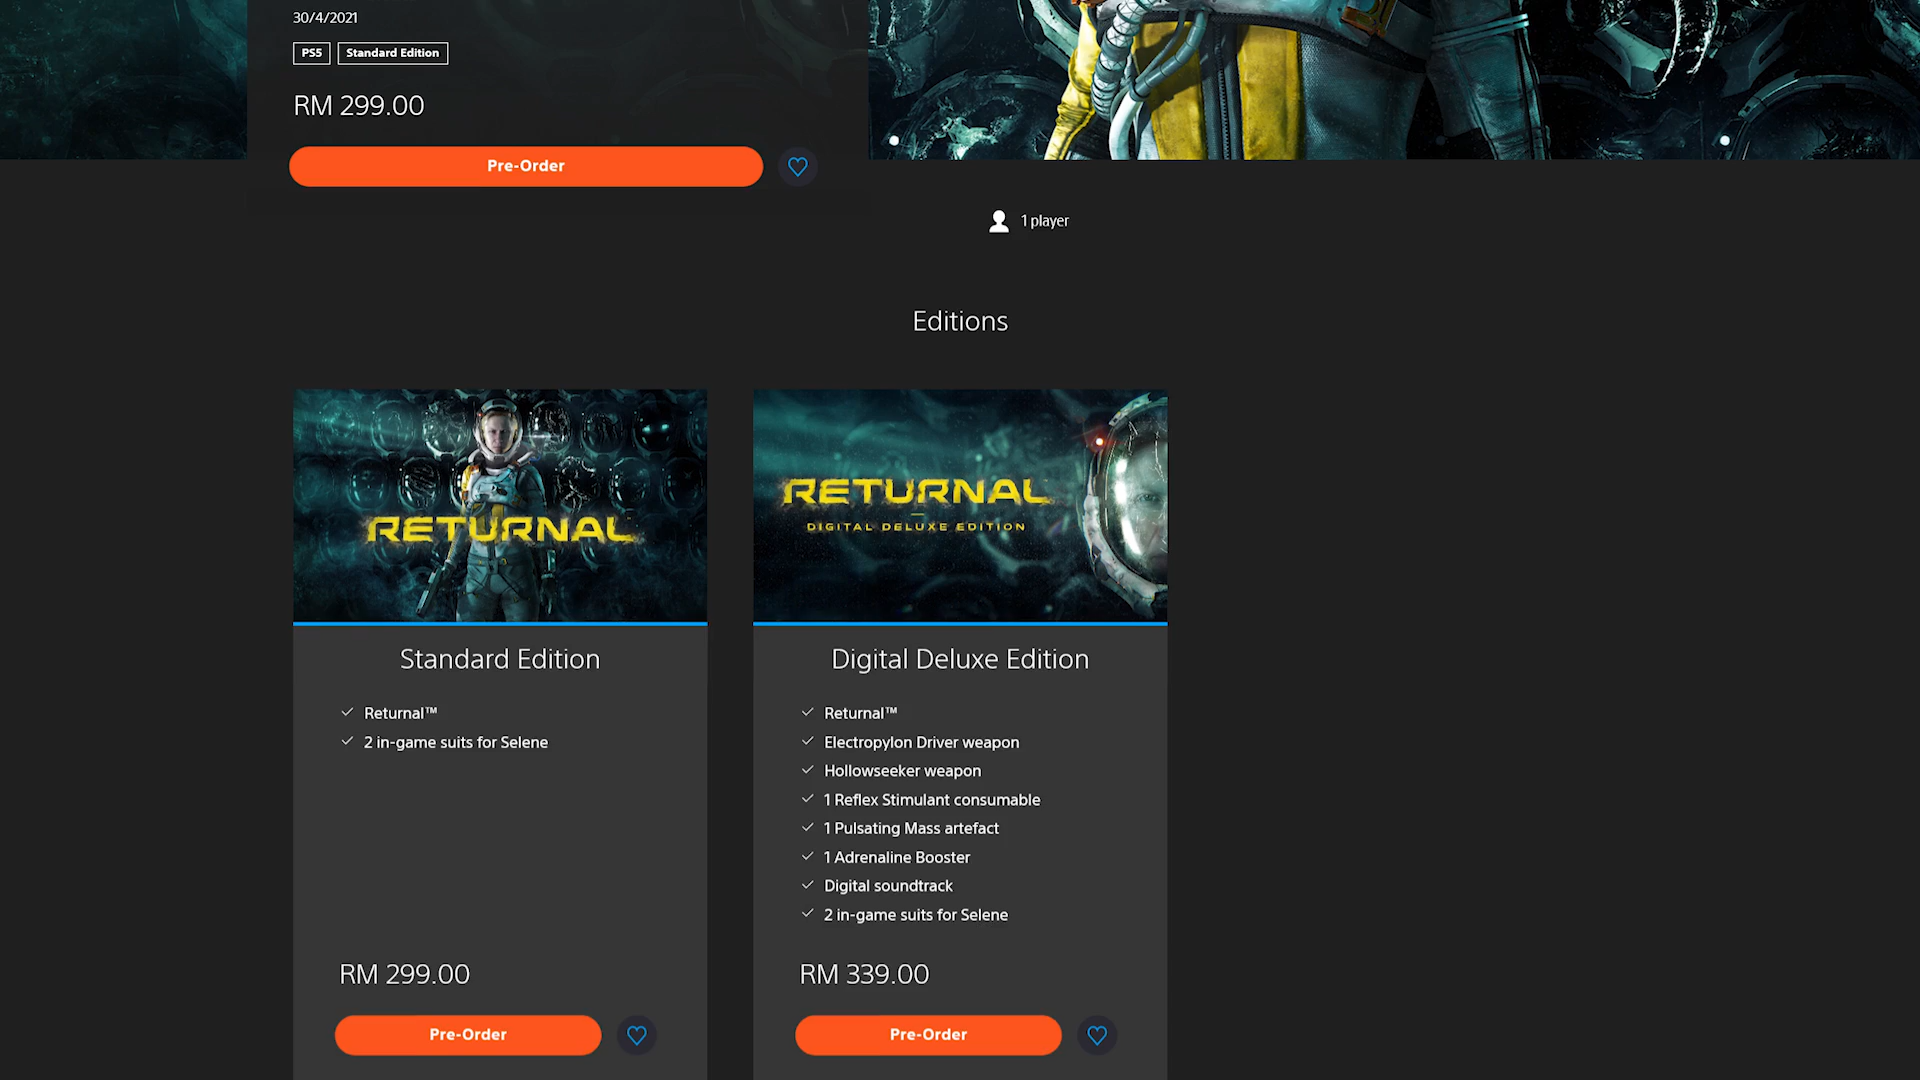 30/4/2021
PS5 Standard Edition
RM 299.00
Pre-Order
1 player
Editions
RETURNAL
Standard Edition
Returnal™
2 in-game suits for Selene
RM 299.00
Pre-Order
RETURNAL
DIGITAL DELUXE EDITION
Digital Deluxe Edition
Returnal™
Electropylon Driver weapon
Hollowseeker weapon
1 Reflex Stimulant consumable
1 Pulsating Mass artefact
1 Adrenaline Booster
Digital soundtrack
2 in-game suits for Selene
RM 339.00
Pre-Order